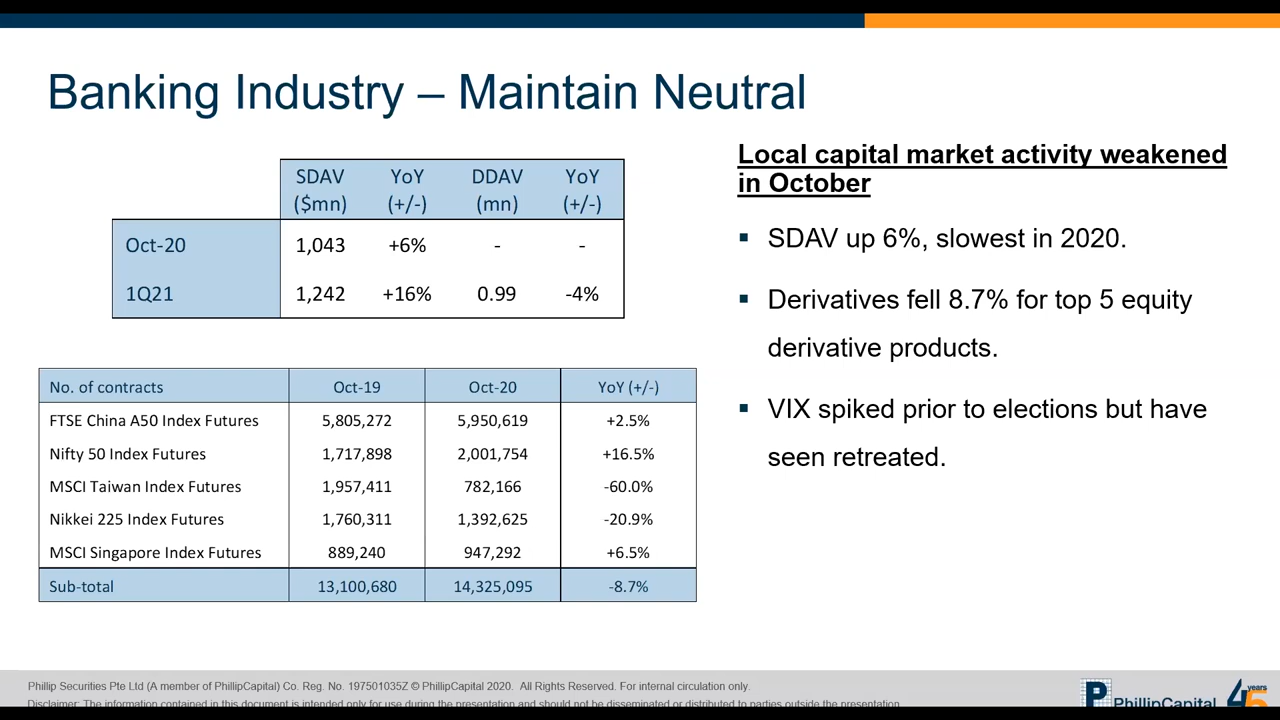 Banking Industry – Maintain Neutral
SDAV ($mn) YoY (+/-) DDAV (mn) YoY (+/-)
Oct-20 1,043 +6% - -
1Q21 1,242 +16% 0.99 -4%
No. of contracts Oct-19 Oct-20 YoY (+/-)
FTSE China A50 Index Futures 5,805,272 5,950,619 +2.5%
Nifty 50 Index Futures 1,717,898 2,001,754 +16.5%
MSCI Taiwan Index Futures 1,957,411 782,166 -60.0%
Nikkei 225 Index Futures 1,760,311 1,392,625 -20.9%
MSCI Singapore Index Futures 889,240 947,292 +6.5%
Sub-total 13,100,680 14,325,095 -8.7%
Local capital market activity weakened
in October
▪ SDAV up 6%, slowest in 2020.
▪ Derivatives fell 8.7% for top 5 equity
derivative products.
▪ VIX spiked prior to elections but have
seen retreated.
Phillip Securities Pte Ltd (A member of PhillipCapital) Co. Reg. No. 197501035Z © PhillipCapital 2020. All Rights Reserved. For internal circulation only.
Disclaimer: The information contained in this document is intended only for use during the presentation and should not be disseminated or distributed to parties outside the presentation.
PhillipCapital
45 years